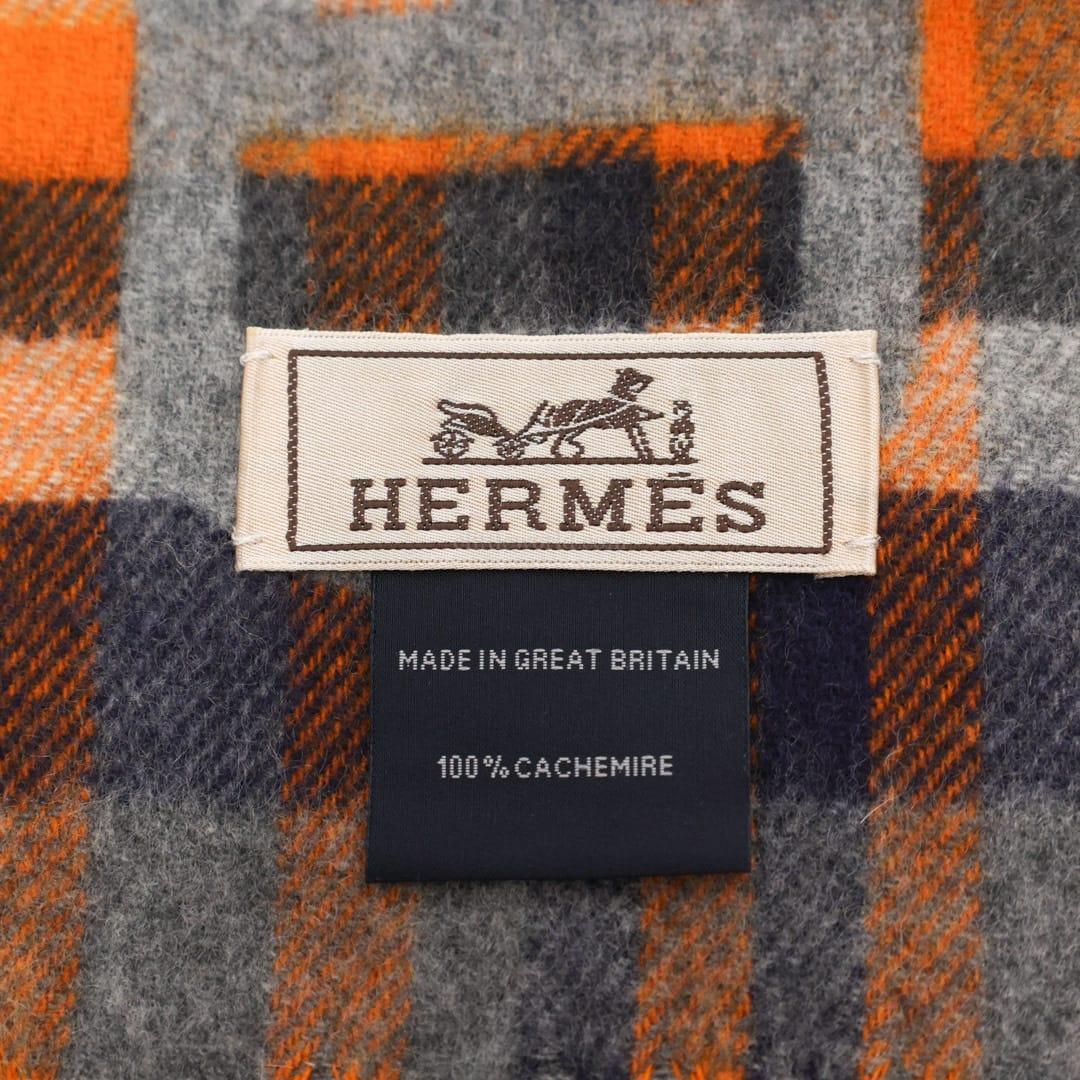 HERMÈS
MADE IN GREAT BRITAIN
100% CACHEMIRE